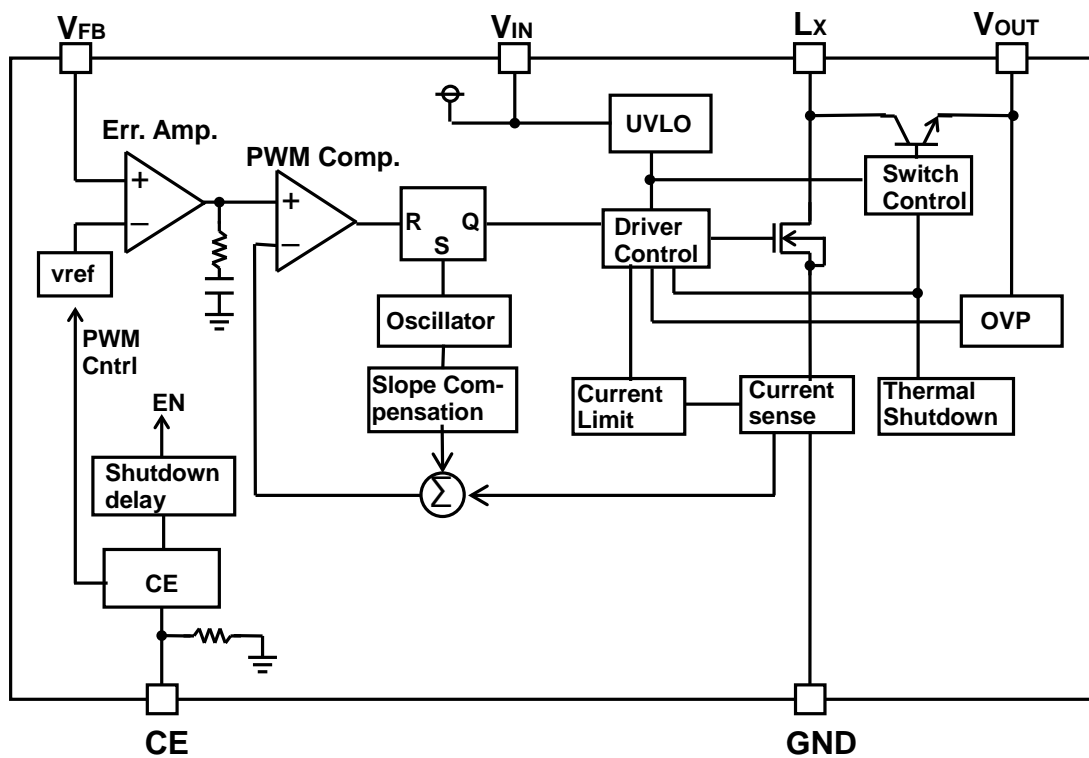 VFB
VIN
LX
VOUT
Err. Amp.
PWM Comp.
UVLO
Switch
Control
+
−
+
−
R
Q
S
Driver
Control
vref
Oscillator
OVP
PWM
Cntrl
Slope Com-
pensation
Current
Limit
Current
sense
Thermal
Shutdown
EN
Shutdown
delay
Σ
CE
CE
GND